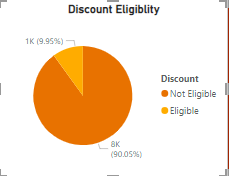 Discount Eligiblity
1K (9.95%)
Discount
Not Eligible
Eligible
8K
(90.05%)